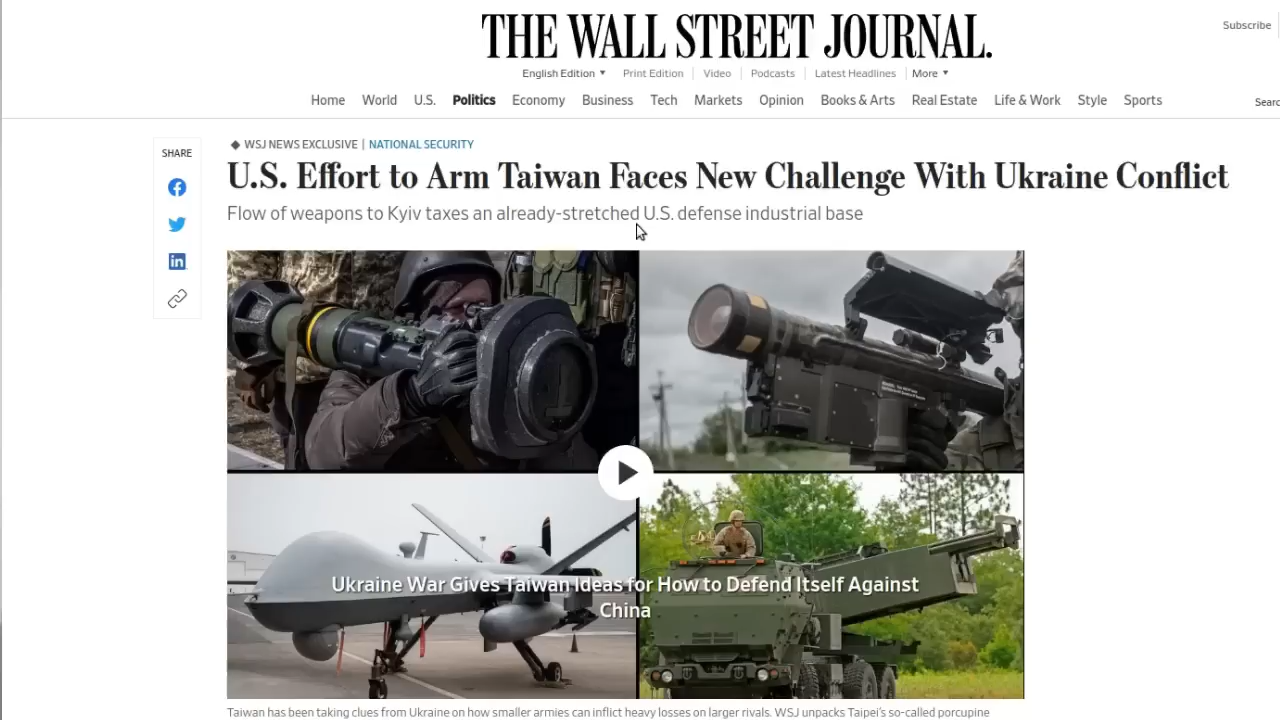 THE WALL STREET JOURNAL.
Subscribe
English Edition ▼ Print Edition Video Podcasts Latest Headlines More ▼
Home World U.S. Politics Economy Business Tech Markets Opinion Books & Arts Real Estate Life & Work Style Sports
Searc
SHARE
◆ WSJ NEWS EXCLUSIVE | NATIONAL SECURITY
U.S. Effort to Arm Taiwan Faces New Challenge With Ukraine Conflict
Flow of weapons to Kyiv taxes an already-stretched U.S. defense industrial base
Ukraine War Gives Taiwan Ideas for How to Defend Itself Against
China
Taiwan has been taking clues from Ukraine on how smaller armies can inflict heavy losses on larger rivals. WSJ unpacks Taipei's so-called porcupine